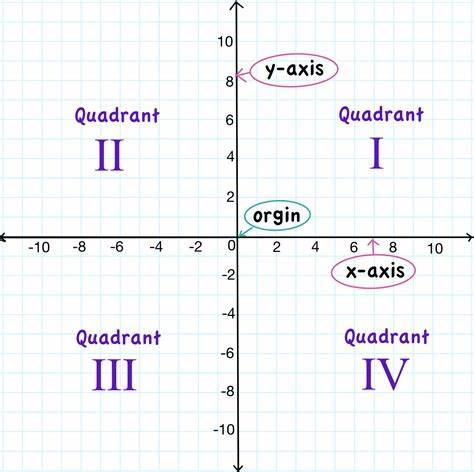 10
y-axis
8
Quadrant
II
6
Quadrant
I
4
2
orgin
-10 -8 -6 -4 -2 0 2 4 6 8 10
-2
x-axis
-4
Quadrant
III
-6
Quadrant
IV
-8
-10